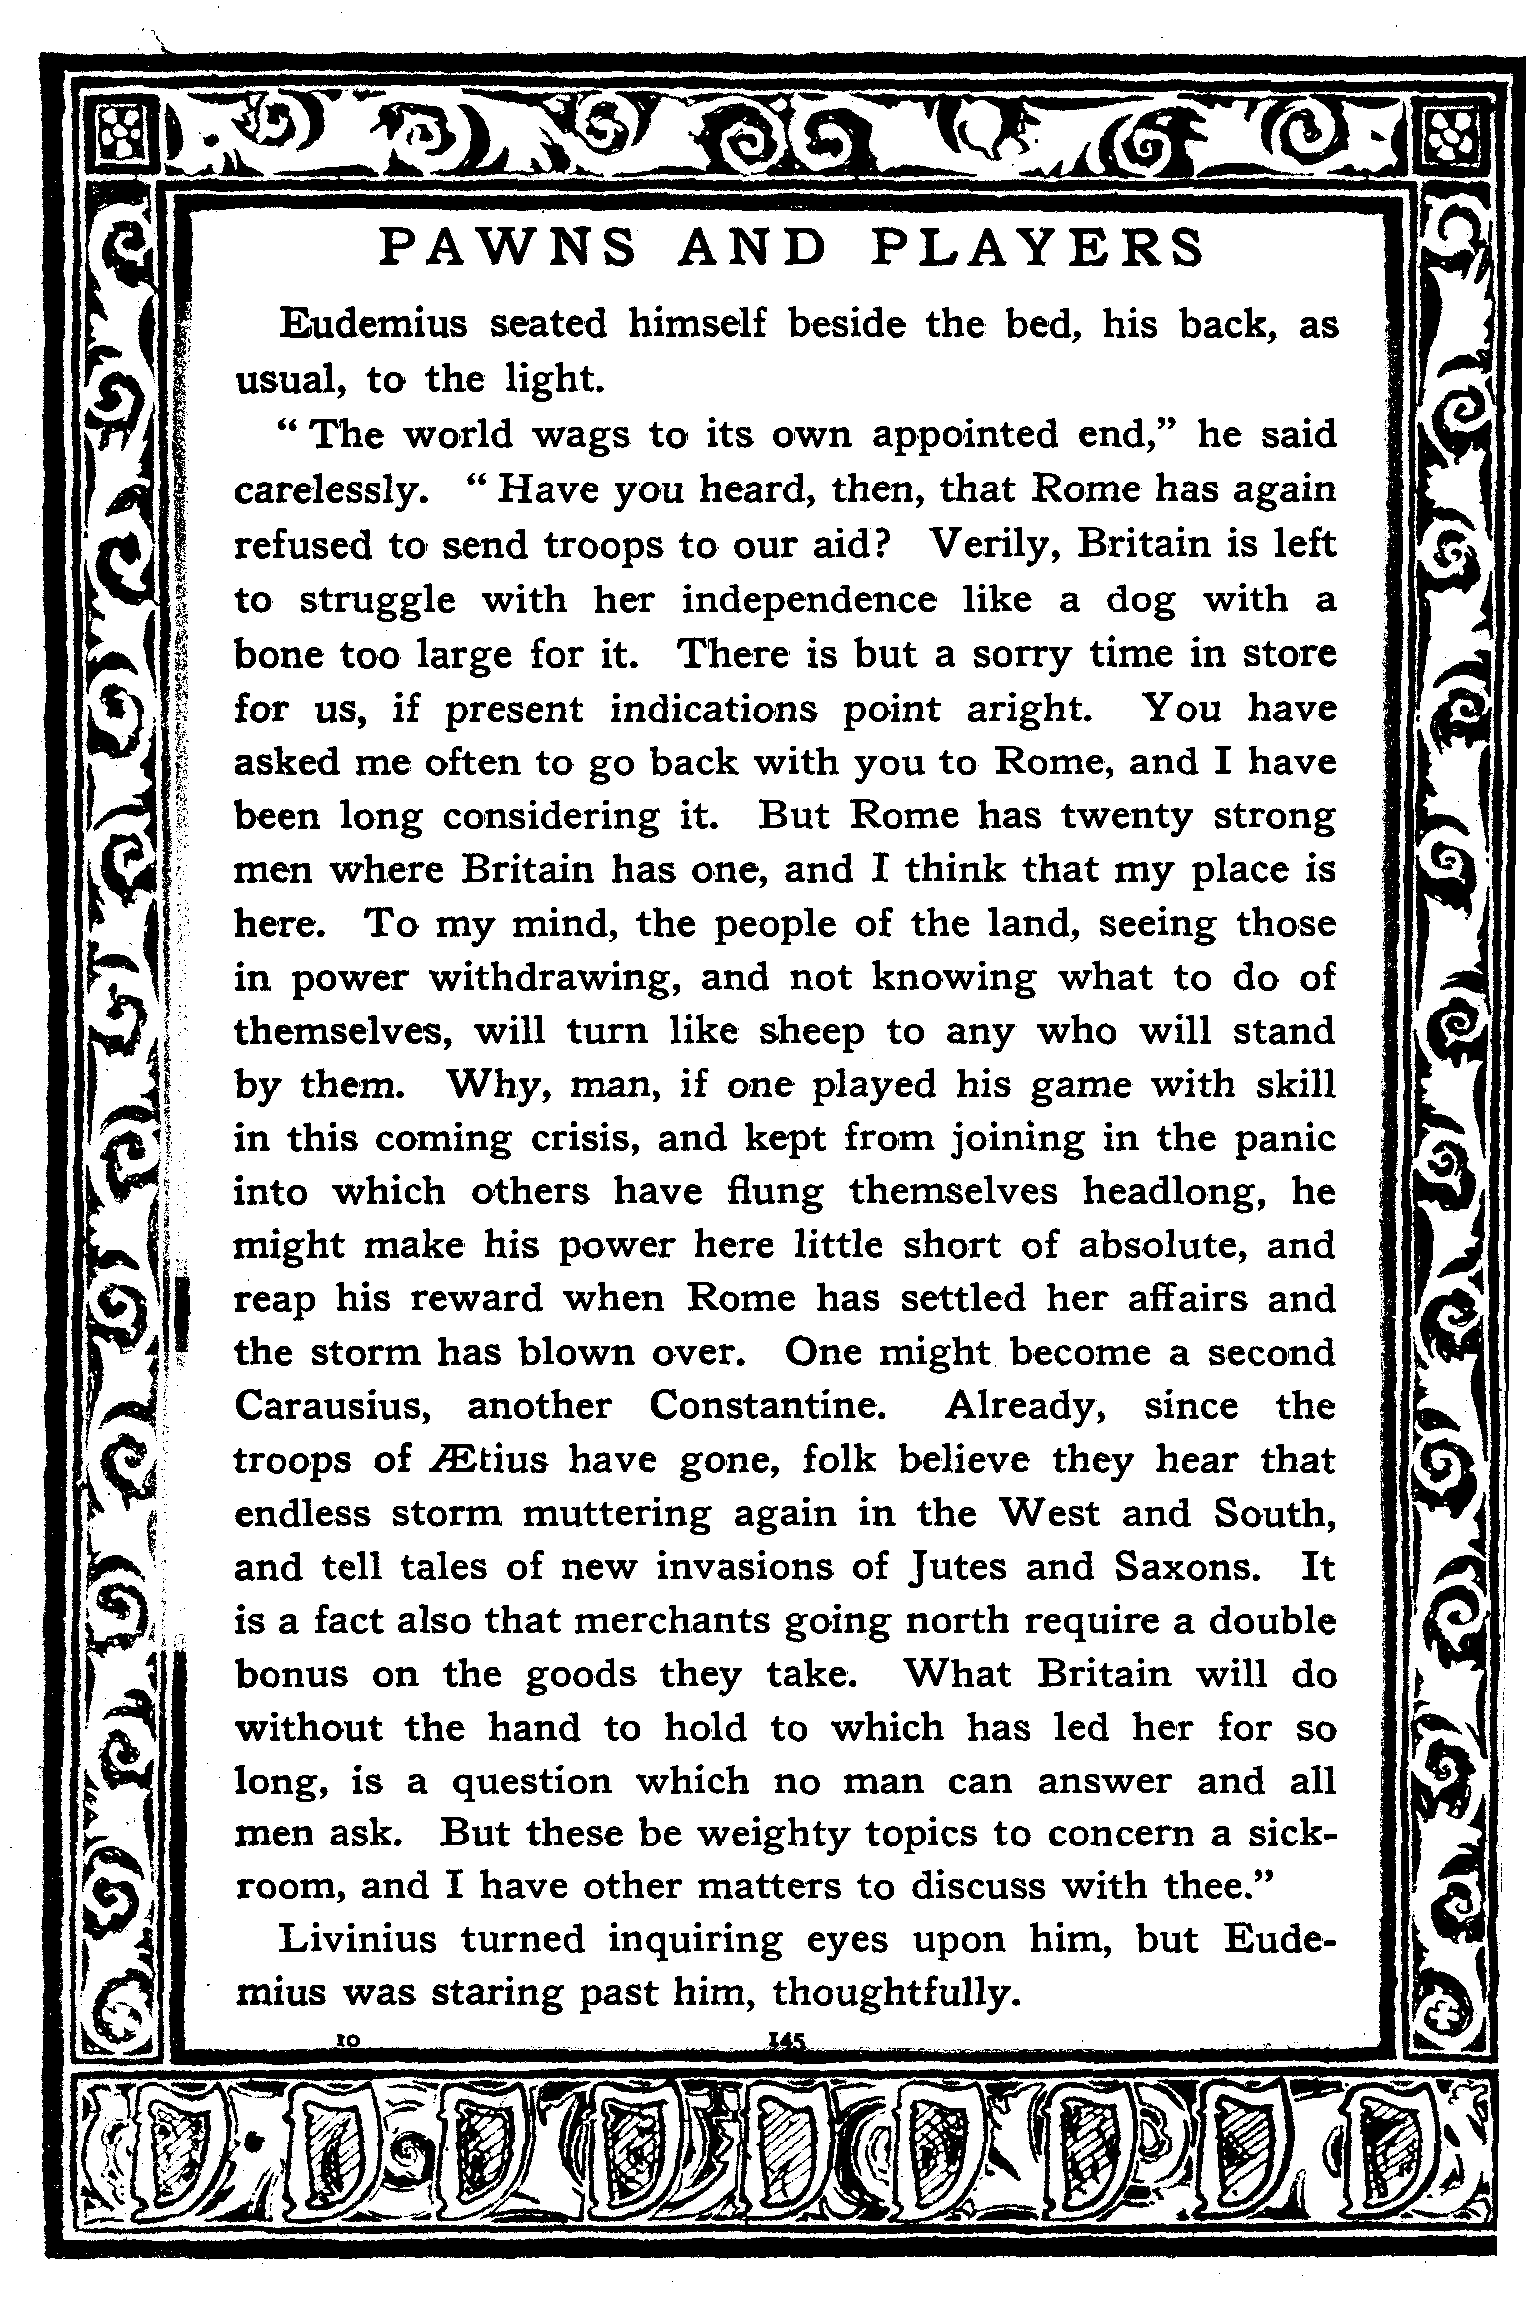 PAWNS AND PLAYERS
Eudemius seated himself beside the bed, his back, as
usual, to the light.
“The world wags to its own appointed end,” he said
carelessly. “Have you heard, then, that Rome has again
refused to send troops to our aid? Verily, Britain is left
to struggle with her independence like a dog with a
bone too large for it. There is but a sorry time in store
for us, if present indications point aright. You have
asked me often to go back with you to Rome, and I have
been long considering it. But Rome has twenty strong
men where Britain has one, and I think that my place is
here. To my mind, the people of the land, seeing those
in power withdrawing, and not knowing what to do of
themselves, will turn like sheep to any who will stand
by them. Why, man, if one played his game with skill
in this coming crisis, and kept from joining in the panic
into which others have flung themselves headlong, he
might make his power here little short of absolute, and
reap his reward when Rome has settled her affairs and
the storm has blown over. One might become a second
Carausius, another Constantine. Already, since the
troops of Ætius have gone, folk believe they hear that
endless storm muttering again in the West and South,
and tell tales of new invasions of Jutes and Saxons. It
is a fact also that merchants going north require a double
bonus on the goods they take. What Britain will do
without the hand to hold to which has led her for so
long, is a question which no man can answer and all
men ask. But these be weighty topics to concern a sick-
room, and I have other matters to discuss with thee.”
Livinius turned inquiring eyes upon him, but Eude-
mius was staring past him, thoughtfully.
10 145